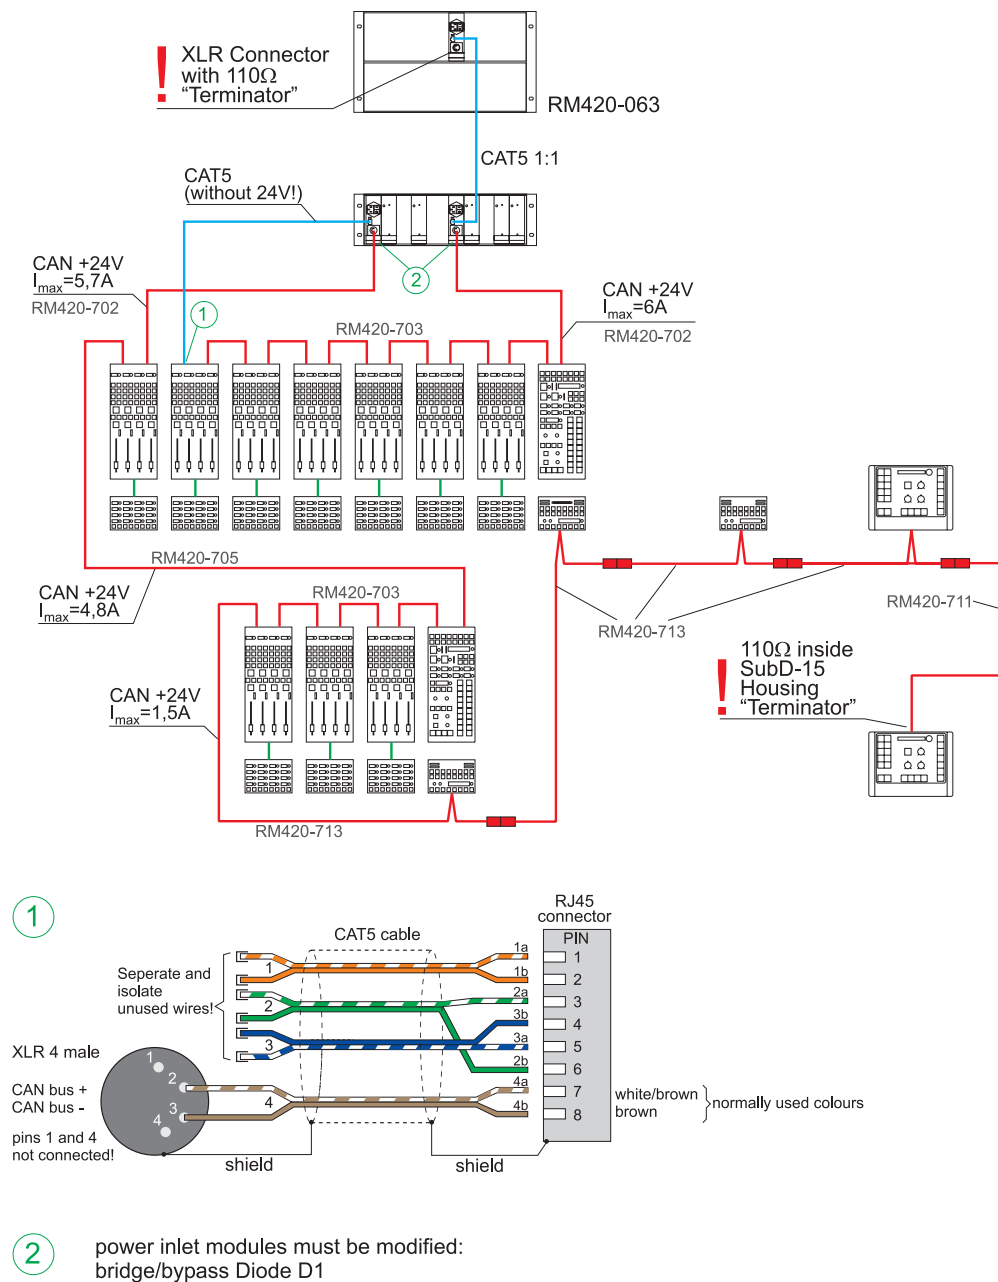 XLR Connector
with 110Ω
“Terminator”
RM420-063
CAT5 1:1
CAT5
(without 24V!)
2
CAN +24V
Imax=5,7A
RM420-702
CAN +24V
Imax=6A
RM420-702
1
RM420-703
RM420-705
CAN +24V
Imax=4,8A
RM420-703
RM420-713
RM420-711
110Ω inside
SubD-15
Housing
“Terminator”
CAN +24V
Imax=1,5A
RM420-713
1
RJ45
connector
CAT5 cable
PIN
Seperate and
isolate
unused wires!
1
2
3
4
1a
1b
2a
3b
3a
2b
4a
4b
1
2
3
4
5
6
7
8
XLR 4 male
CAN bus +
CAN bus -
pins 1 and 4
not connected!
1
2
3
4
white/brown
brown
normally used colours
shield
shield
2
power inlet modules must be modified:
bridge/bypass Diode D1